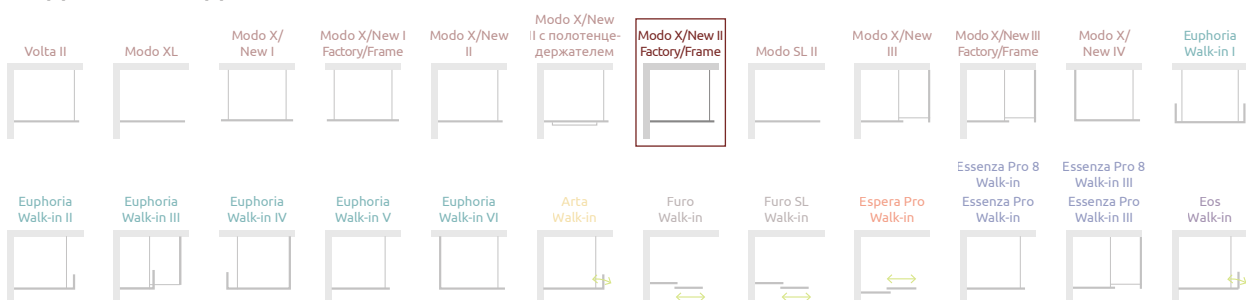 Volta II
Modo XL
Modo X/
New I
Modo X/New I
Factory/Frame
Modo X/New
II
Modo X/New
II с полотенце-
держателем
Modo X/New II
Factory/Frame
Modo SL II
Modo X/New
III
Modo X/New III
Factory/Frame
Modo X/
New IV
Euphoria
Walk-in I
Euphoria
Walk-in II
Euphoria
Walk-in III
Euphoria
Walk-in IV
Euphoria
Walk-in V
Euphoria
Walk-in VI
Arta
Walk-in
Furo
Walk-in
Furo SL
Walk-in
Espera Pro
Walk-in
Essenza Pro 8
Walk-in
Essenza Pro
Walk-in
Essenza Pro 8
Walk-in III
Essenza Pro
Walk-in III
Eos
Walk-in